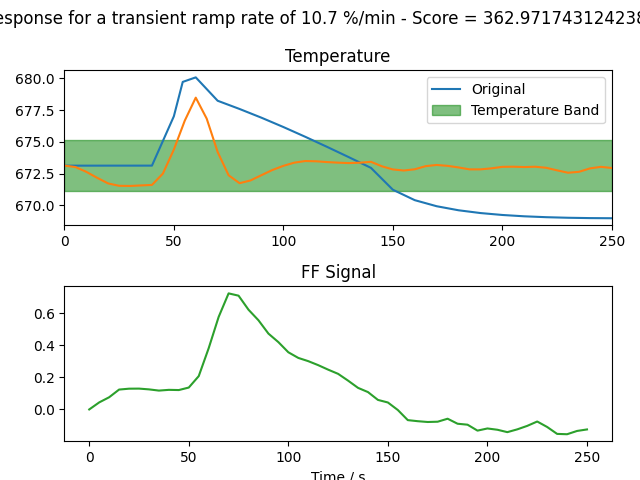 esponse for a transient ramp rate of 10.7 %/min - Score = 362.971743124238
Temperature
680.0
677.5
675.0
672.5
670.0
Original
Temperature Band
0 50 100 150 200 250
FF Signal
0.6
0.4
0.2
0.0
0 50 100 150 200 250
Time / s